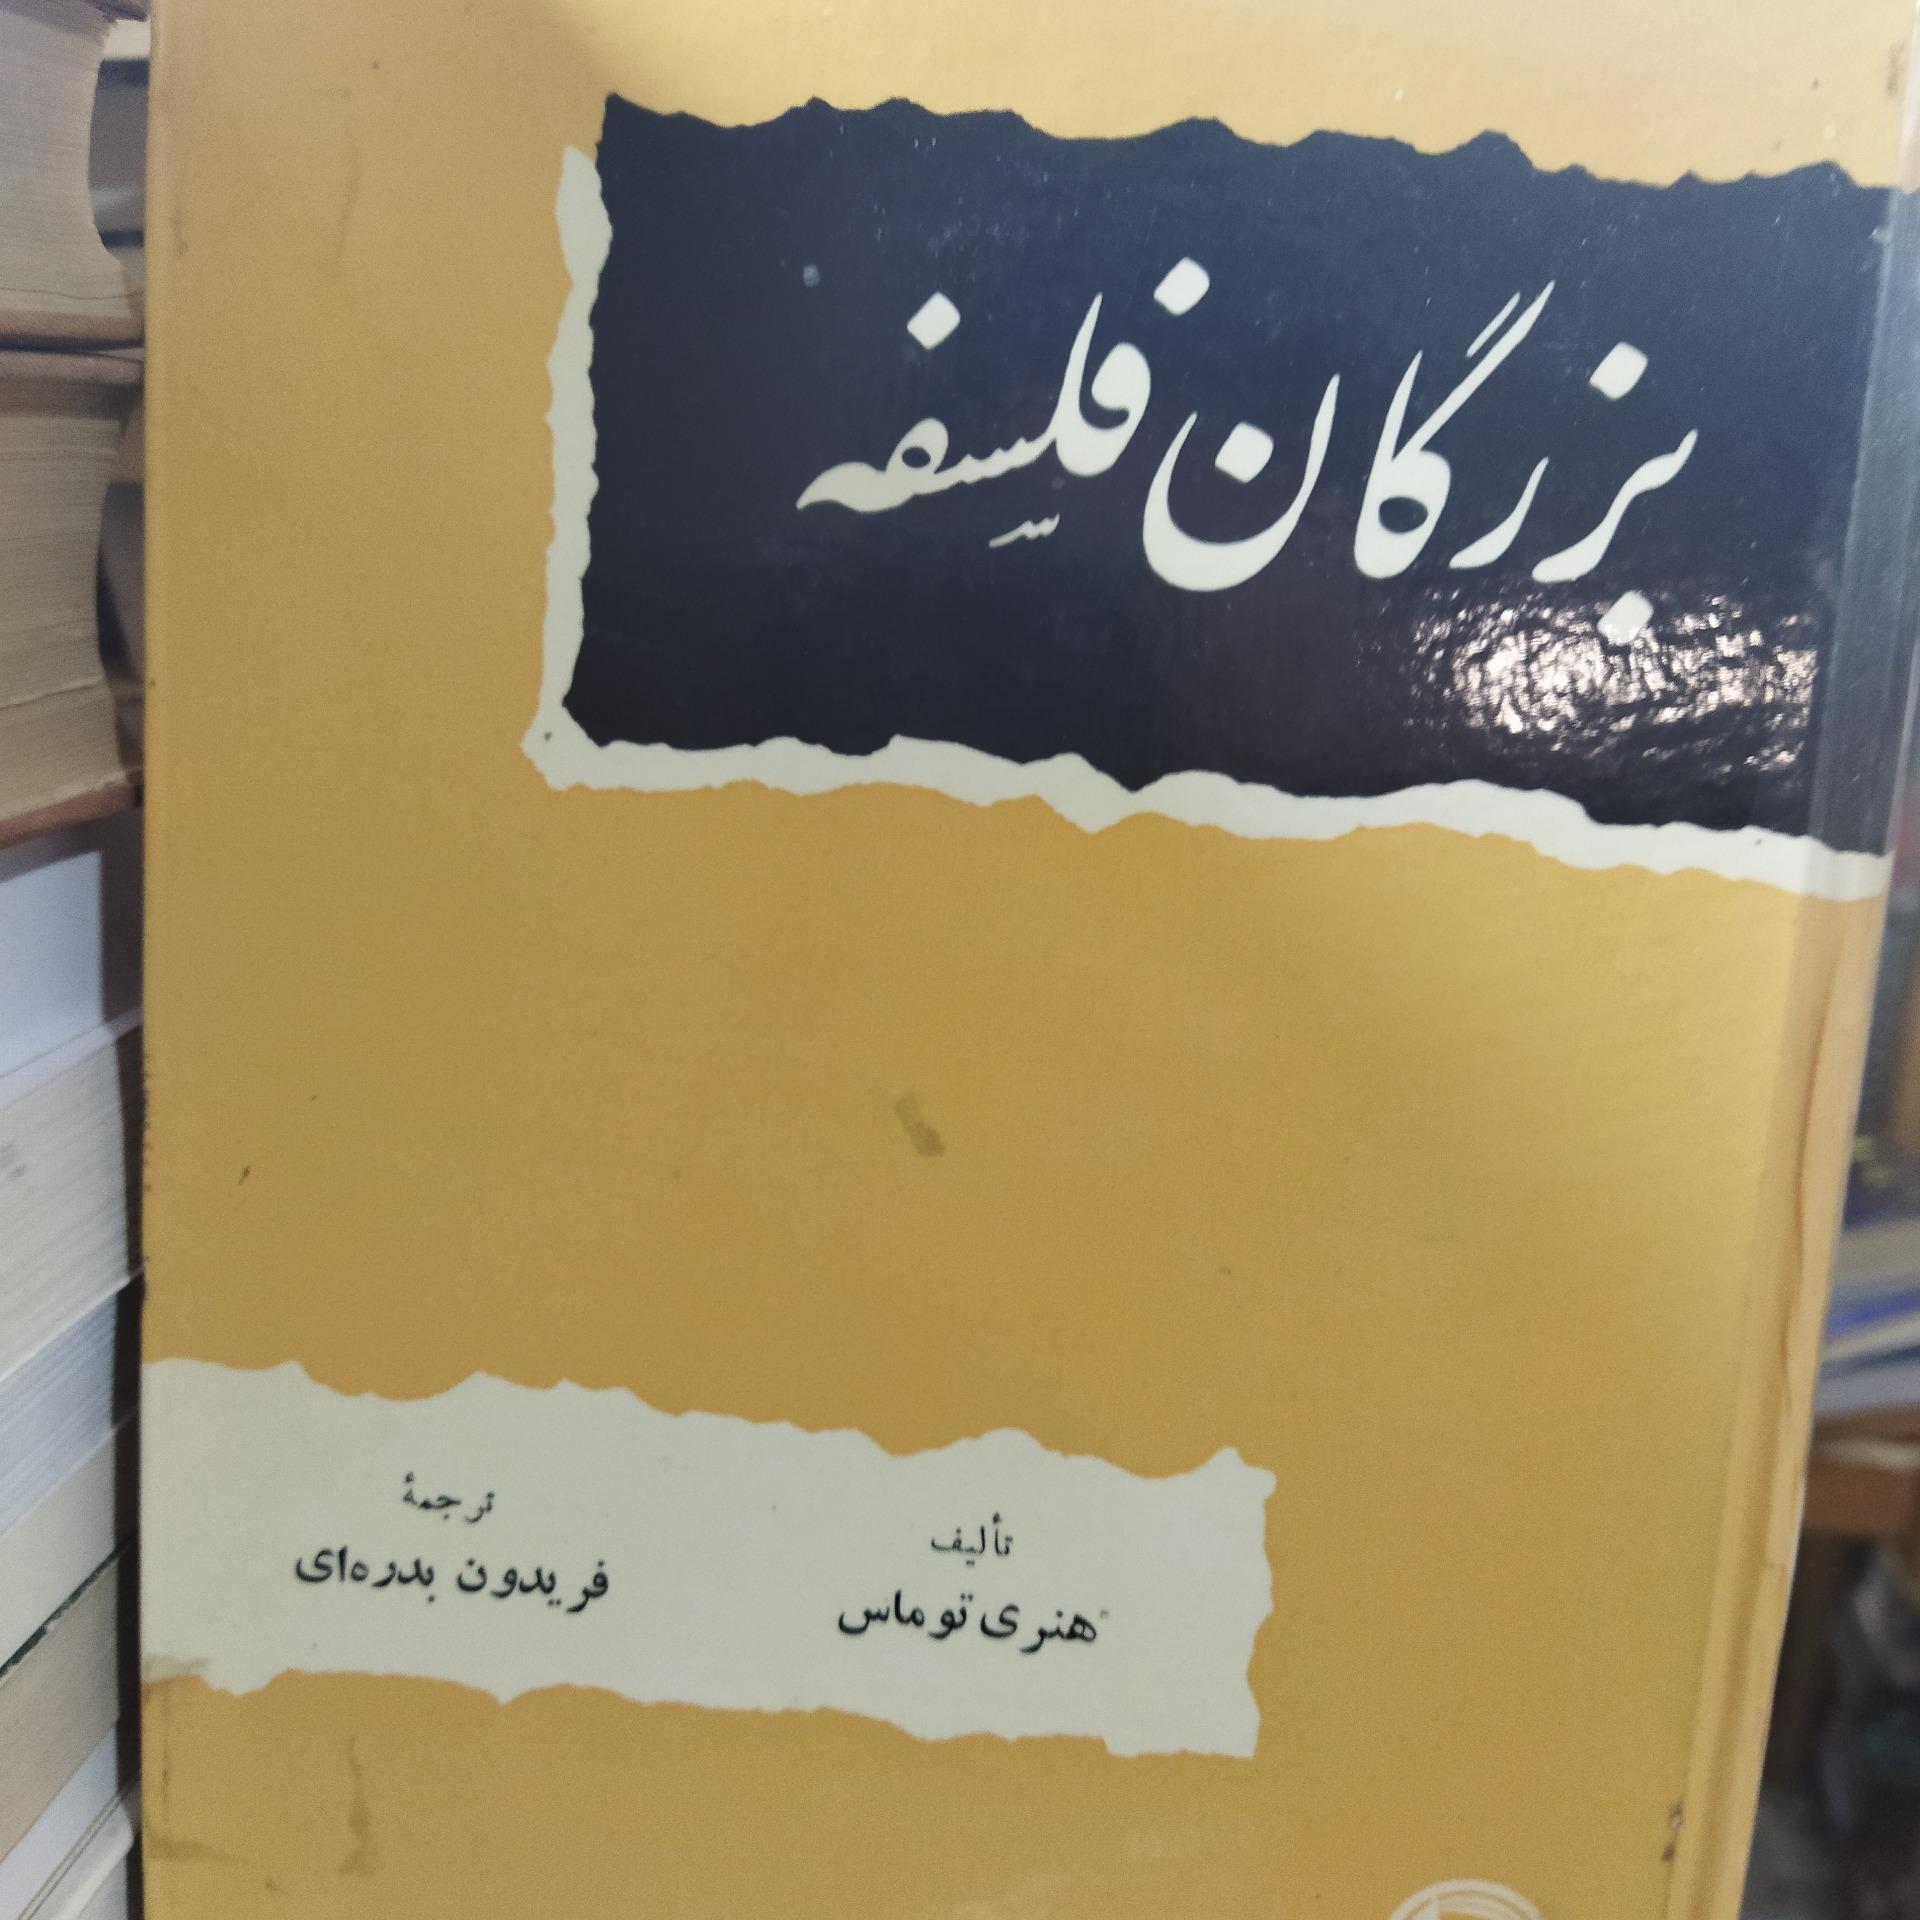 بزرگان فلسفه
تألیف
هنری توماس
ترجمهٔ
فریدون بدره‌ای